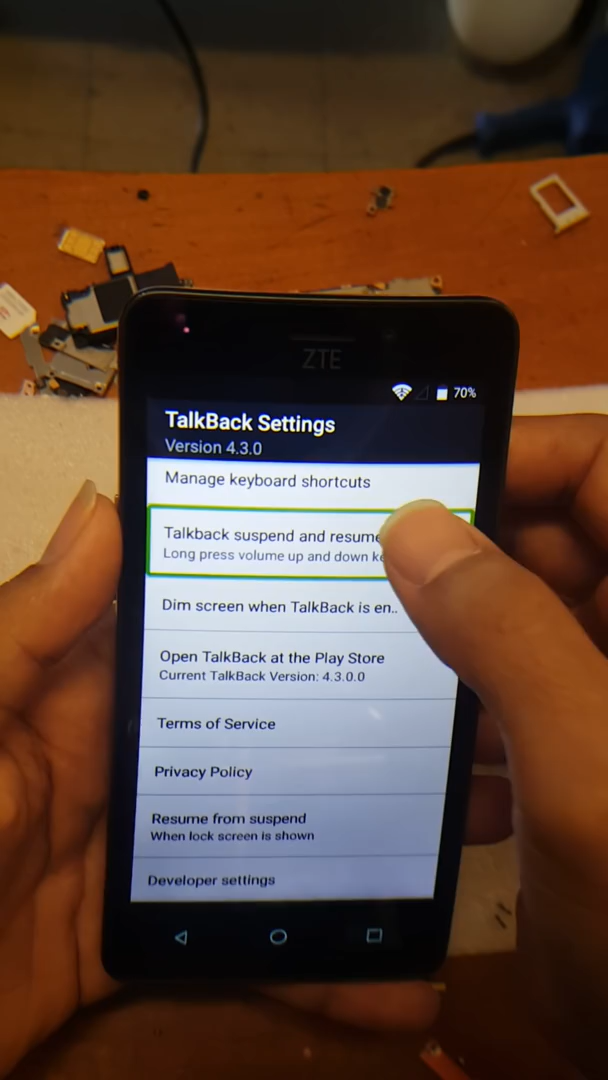 ZTE
70%
TalkBack Settings
Version 4.3.0
Manage keyboard shortcuts
Talkback suspend and resume
Long press volume up and down
Dim screen when TalkBack is en..
Open TalkBack at the Play Store
Current TalkBack Version: 4.3.0.0
Terms of Service
Privacy Policy
Resume from suspend
When lock screen is shown
Developer settings